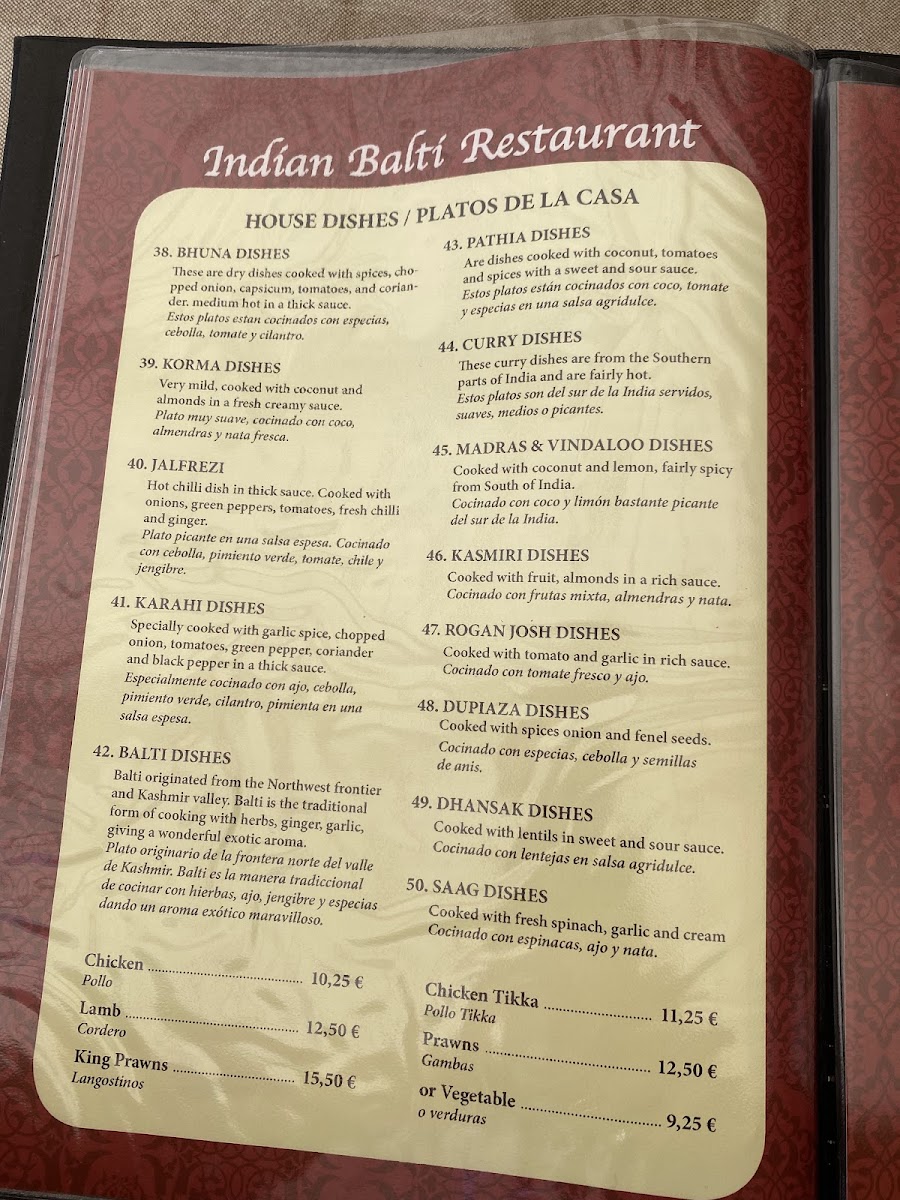 Indian Balti Restaurant
HOUSE DISHES / PLATOS DE LA CASA
38. BHUNA DISHES
These are dry dishes cooked with spices, cho-
pped onion, capsicum, tomatoes, and corian-
der. medium hot in a thick sauce.
Estos platos estan cocinados con especias,
cebolla, tomate y cilantro.
39. KORMA DISHES
Very mild, cooked with coconut and
almonds in a fresh creamy sauce.
Plato muy suave, cocinado con coco,
almendras y nata fresca.
40. JALFREZI
Hot chilli dish in thick sauce. Cooked with
onions, green peppers, tomatoes, fresh chilli
and ginger.
Plato picante en una salsa espesa. Cocinado
con cebolla, pimiento verde, tomate, chile y
jengibre.
41. KARAHI DISHES
Specially cooked with garlic spice, chopped
onion, tomatoes, green pepper, coriander
and black pepper in a thick sauce.
Especialmente cocinado con ajo, cebolla,
pimiento verde, cilantro, pimienta en una
salsa espesa.
42. BALTI DISHES
Balti originated from the Northwest frontier
and Kashmir valley. Balti is the traditional
form of cooking with herbs, ginger, garlic,
giving a wonderful exotic aroma.
Plato originario de la frontera norte del valle
de Kashmir. Balti es la manera tradiccional
de cocinar con hierbas, ajo, jengibre y especias
dando un aroma exótico maravilloso.
Chicken ........ 10,25 €
Pollo
Lamb ........ 12,50 €
Cordero
King Prawns ........ 15,50 €
Langostinos
43. PATHIA DISHES
Are dishes cooked with coconut, tomatoes
and spices with a sweet and sour sauce.
Estos platos están cocinados con coco, tomate
y especias en una salsa agridulce.
44. CURRY DISHES
These curry dishes are from the Southern
parts of India and are fairly hot.
Estos platos son del sur de la India servidos,
suaves, medios o picantes.
45. MADRAS & VINDALOO DISHES
Cooked with coconut and lemon, fairly spicy
from South of India.
Cocinado con coco y limón bastante picante
del sur de la India.
46. KASMIRI DISHES
Cooked with fruit, almonds in a rich sauce.
Cocinado con frutas mixta, almendras y nata.
47. ROGAN JOSH DISHES
Cooked with tomato and garlic in rich sauce.
Cocinado con tomate fresco y ajo.
48. DUPIAZA DISHES
Cooked with spices onion and fenel seeds.
Cocinado con especias, cebolla y semillas
de anis.
49. DHANSAK DISHES
Cooked with lentils in sweet and sour sauce.
Cocinado con lentejas en salsa agridulce.
50. SAAG DISHES
Cooked with fresh spinach, garlic and cream
Cocinado con espinacas, ajo y nata.
Chicken Tikka ........ 11,25 €
Pollo Tikka
Prawns ........ 12,50 €
Gambas
or Vegetable ........ 9,25 €
o verduras